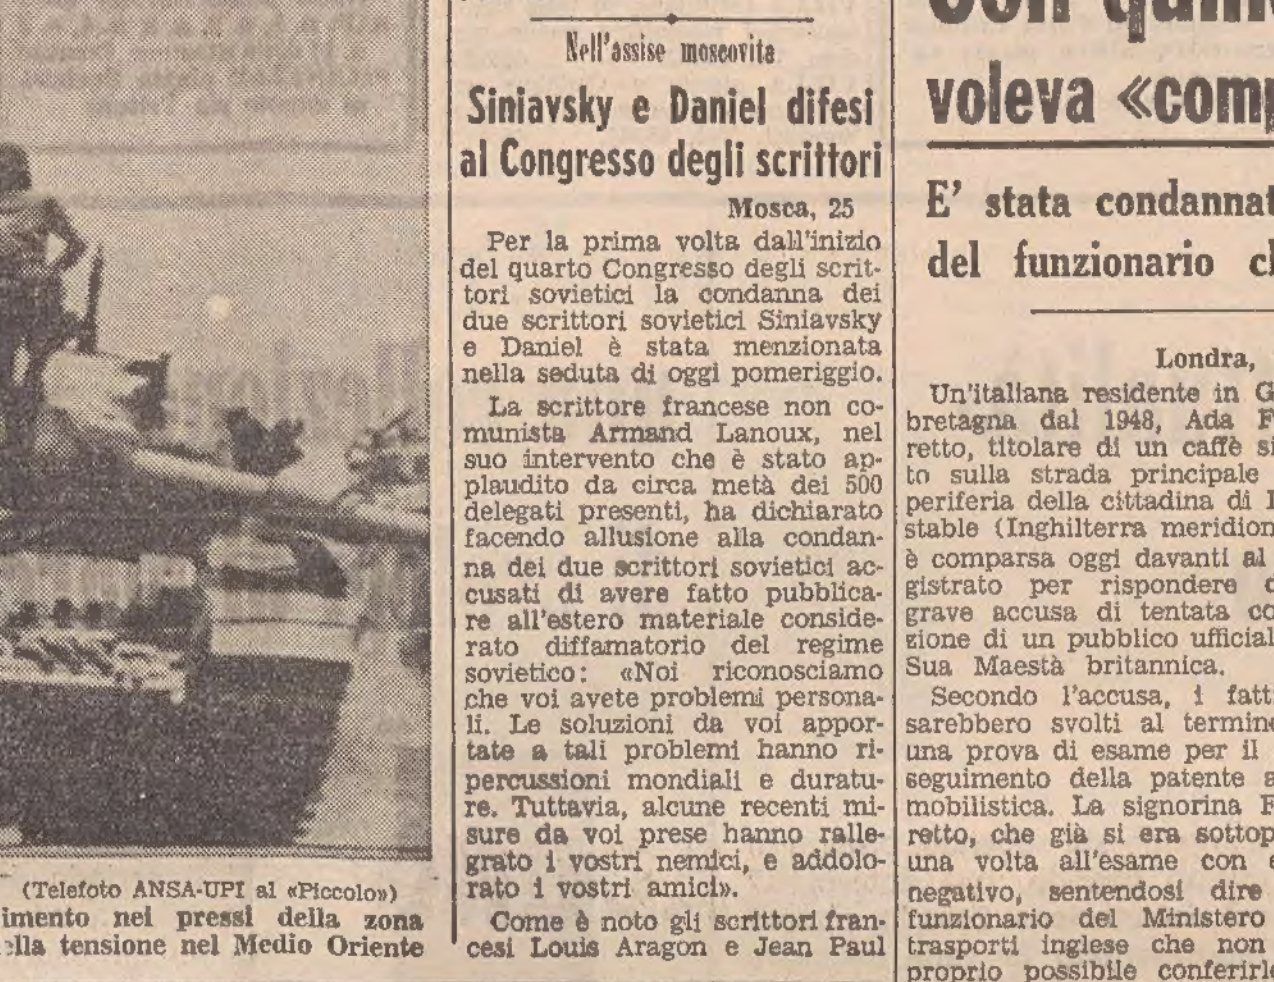 Nell'assise moscovita
Siniavsky e Daniel difesi
al Congresso degli scrittori
Mosca, 25
Per la prima volta dall'inizio
del quarto Congresso degli scrit-
tori sovietici la condanna dei
due scrittori sovietici Siniavsky
e Daniel è stata menzionata
nella seduta di oggi pomeriggio.
La scrittore francese non co-
munista Armand Lanoux, nel
suo intervento che è stato ap-
plaudito da circa metà dei 500
delegati presenti, ha dichiarato
facendo allusione alla condan-
na dei due scrittori sovietici ac-
cusati di avere fatto pubblica-
re all'estero materiale conside-
rato diffamatorio del regime
sovietico: «Noi riconosciamo
che voi avete problemi persona-
li. Le soluzioni da voi appor-
tate a tali problemi hanno ri-
percussioni mondiali e duratu-
re. Tuttavia, alcune recenti mi-
sure da voi prese hanno ralle-
grato i vostri nemici, e addolo-
rato i vostri amici».
Come è noto gli scrittori fran-
cesi Louis Aragon e Jean Paul
(Telefoto ANSA-UPI al «Piccolo»)
imento nei pressi della zona
ella tensione nel Medio Oriente
voleva «comp
E' stata condannat
del funzionario ch
Londra,
Un'italiana residente in G
bretagna dal 1948, Ada F
retto, titolare di un caffè si
to sulla strada principale
periferia della cittadina di
stable (Inghilterra meridion
è comparsa oggi davanti al
gistrato per rispondere
grave accusa di tentata co
zione di un pubblico ufficial
Sua Maestà britannica.
Secondo l'accusa, i fatti
sarebbero svolti al termine
una prova di esame per il
seguimento della patente a
mobilistica. La signorina F
retto, che già si era sottop
una volta all'esame con e
negativo, sentendosi dire
funzionario del Ministero
trasporti inglese che non
proprio possibile conferirle